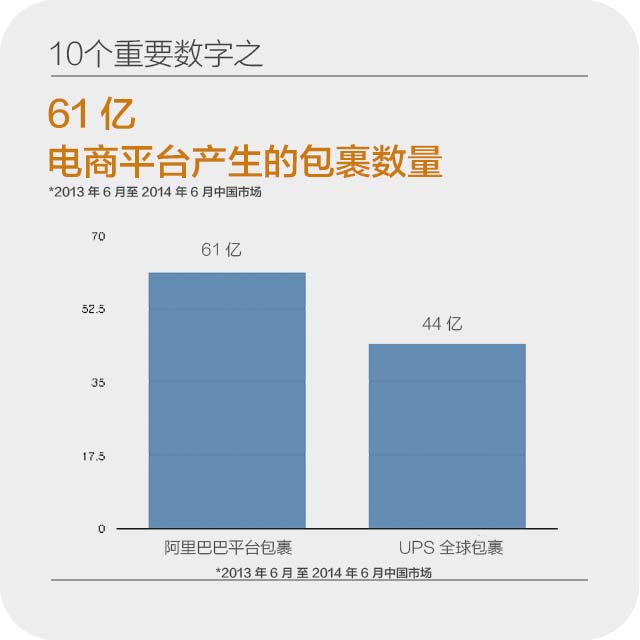 10个重要数字之
61 亿
电商平台产生的包裹数量
*2013 年 6 月至 2014 年 6 月中国市场
70
61 亿
52.5
44 亿
35
17.5
0
阿里巴巴平台包裹
UPS 全球包裹
*2013 年 6 月 至 2014 年 6 月中国市场